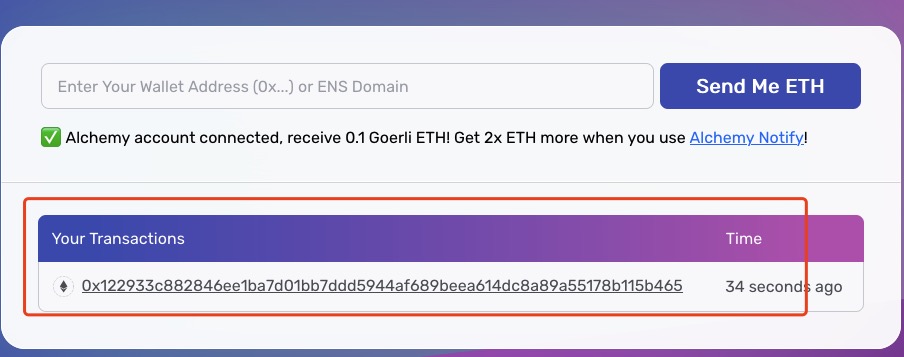 Enter Your Wallet Address (0x...) or ENS Domain
Send Me ETH
✅ Alchemy account connected, receive 0.1 Goerli ETH! Get 2x ETH more when you use Alchemy Notify!
Your Transactions Time
0x122933c882846ee1ba7d01bb7ddd5944af689beea614dc8a89a55178b115b465 34 seconds ago